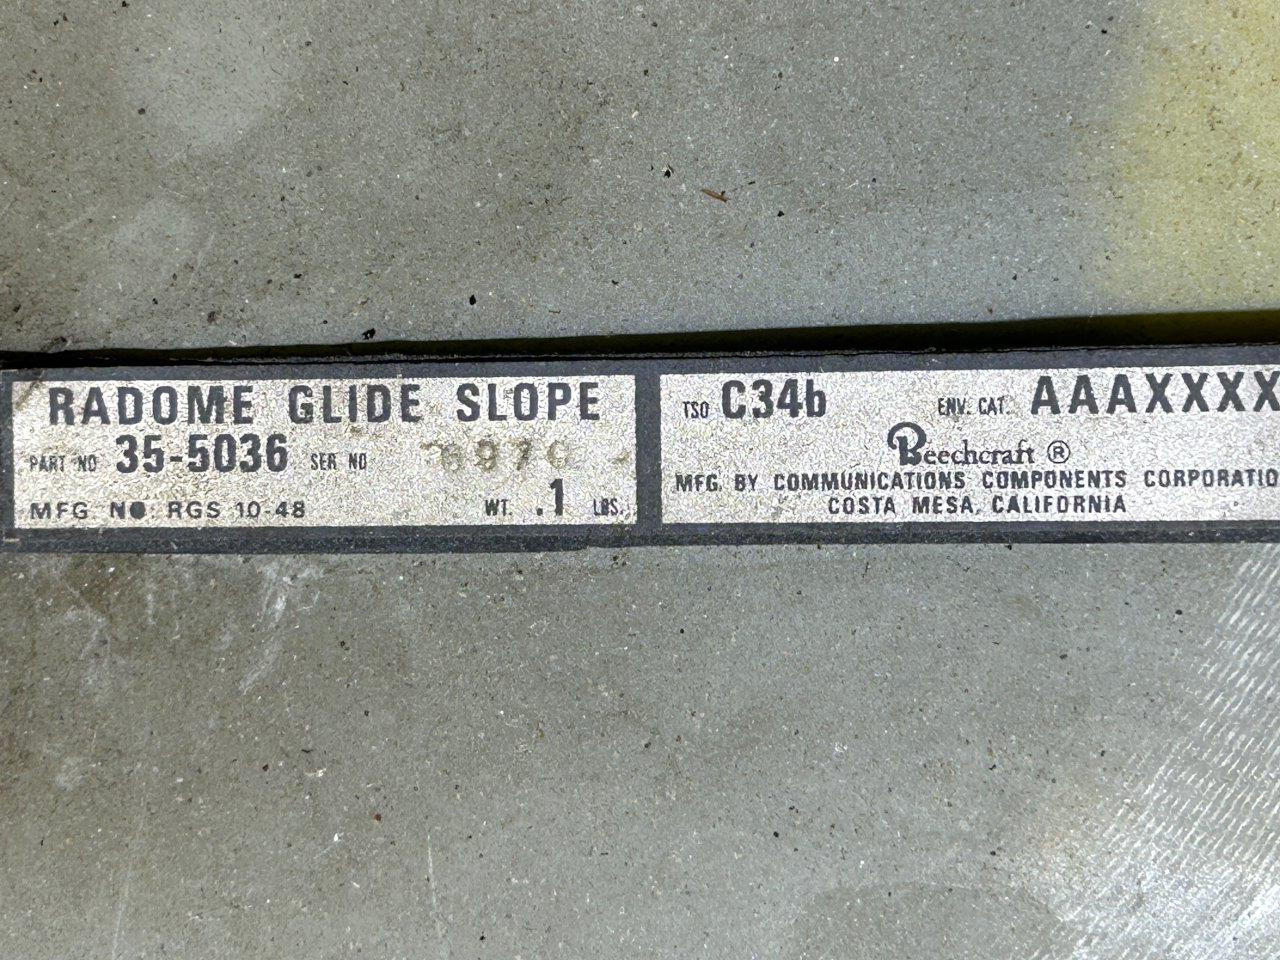 RADOME GLIDE SLOPE
PART NO 35-5036 SER NO
MFG NO RGS 10-48 WT. .1 LBS.
TSO C34b ENV. CAT. AAAXXXX
Beechcraft ®
MFG. BY COMMUNICATIONS COMPONENTS CORPORATIO
COSTA MESA, CALIFORNIA